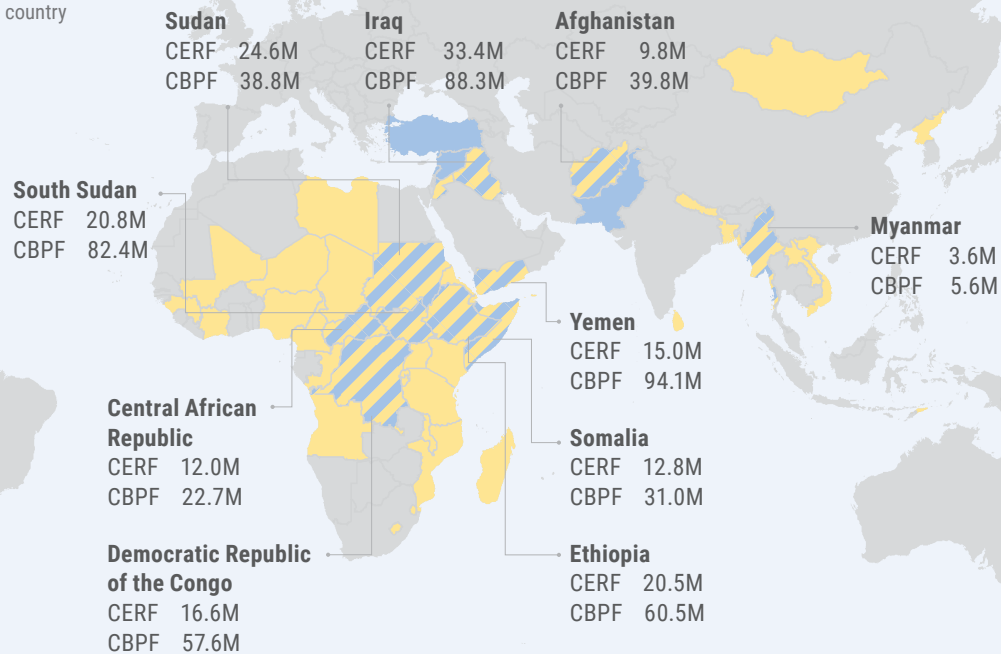 country
Sudan
CERF 24.6M
CBPF 38.8M
Iraq
CERF 33.4M
CBPF 88.3M
Afghanistan
CERF 9.8M
CBPF 39.8M
South Sudan
CERF 20.8M
CBPF 82.4M
Myanmar
CERF 3.6M
CBPF 5.6M
Yemen
CERF 15.0M
CBPF 94.1M
Central African
Republic
CERF 12.0M
CBPF 22.7M
Somalia
CERF 12.8M
CBPF 31.0M
Democratic Republic
of the Congo
CERF 16.6M
CBPF 57.6M
Ethiopia
CERF 20.5M
CBPF 60.5M